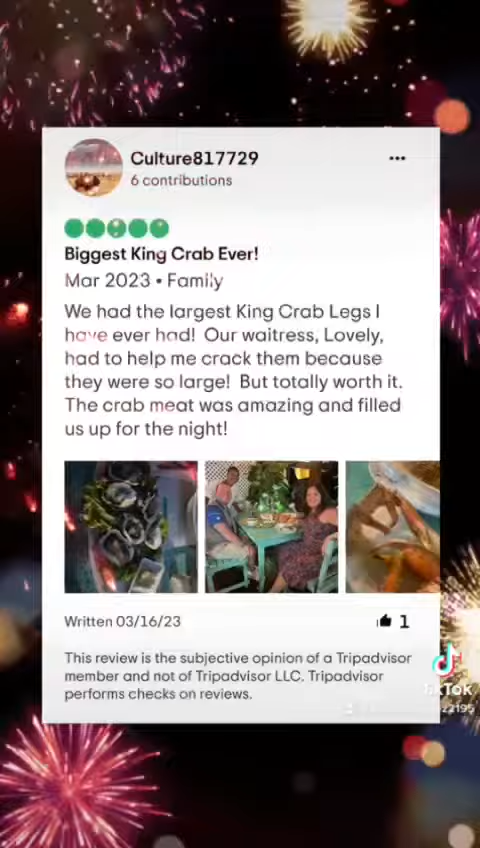 Culture817729
6 contributions
Biggest King Crab Ever!
Mar 2023 • Family
We had the largest King Crab Legs I
have ever had! Our waitress, Lovely,
had to help me crack them because
they were so large! But totally worth it.
The crab meat was amazing and filled
us up for the night!
Written 03/16/23
1
This review is the subjective opinion of a Tripadvisor
member and not of Tripadvisor LLC. Tripadvisor
performs checks on reviews.
TikTok